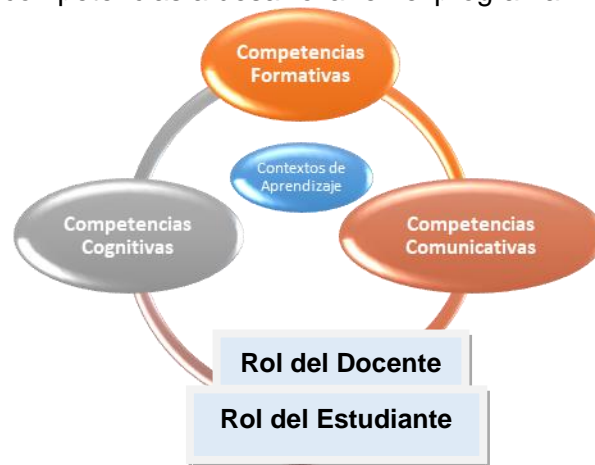 Competencias
Formativas
Contextos de
Aprendizaje
Competencias
Cognitivas
Competencias
Comunicativas
Rol del Docente
Rol del Estudiante